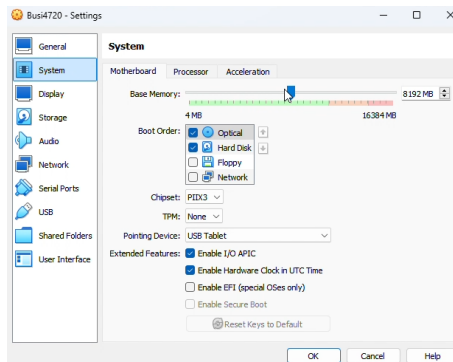 Busi4720 - Settings
General
System
Display
Storage
Audio
Network
Serial Ports
USB
Shared Folders
User Interface
System
Motherboard Processor Acceleration
Base Memory: 8192 MB
4 MB 16384 MB
Boot Order: Optical
Hard Disk
Floppy
Network
Chipset: PIIX3
TPM: None
Pointing Device: USB Tablet
Extended Features: Enable I/O APIC
Enable Hardware Clock in UTC Time
Enable EFI (special OSes only)
Enable Secure Boot
Reset Keys to Default
OK Cancel Help